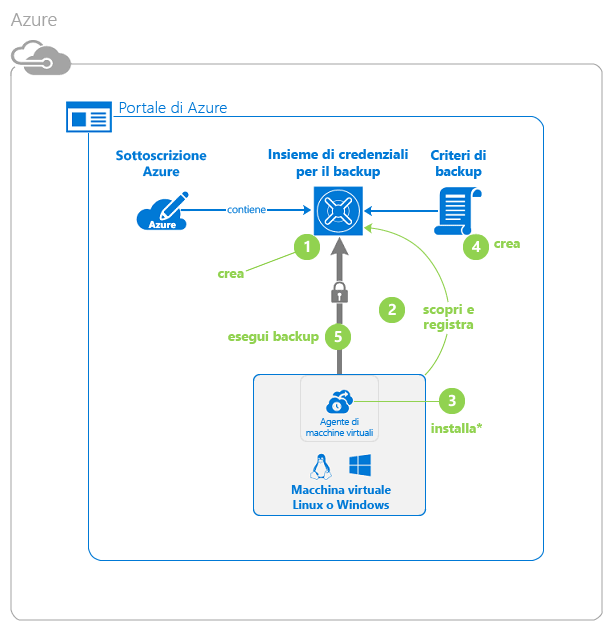 Azure
Portale di Azure
Sottoscrizione
Azure
Insieme di credenziali
per il backup
Criteri di
backup
Azure
contiene
1
crea
4
crea
2
scopri e
registra
esegui backup
5
3
installa*
Agente di
macchine virtuali
Macchina virtuale
Linux o Windows